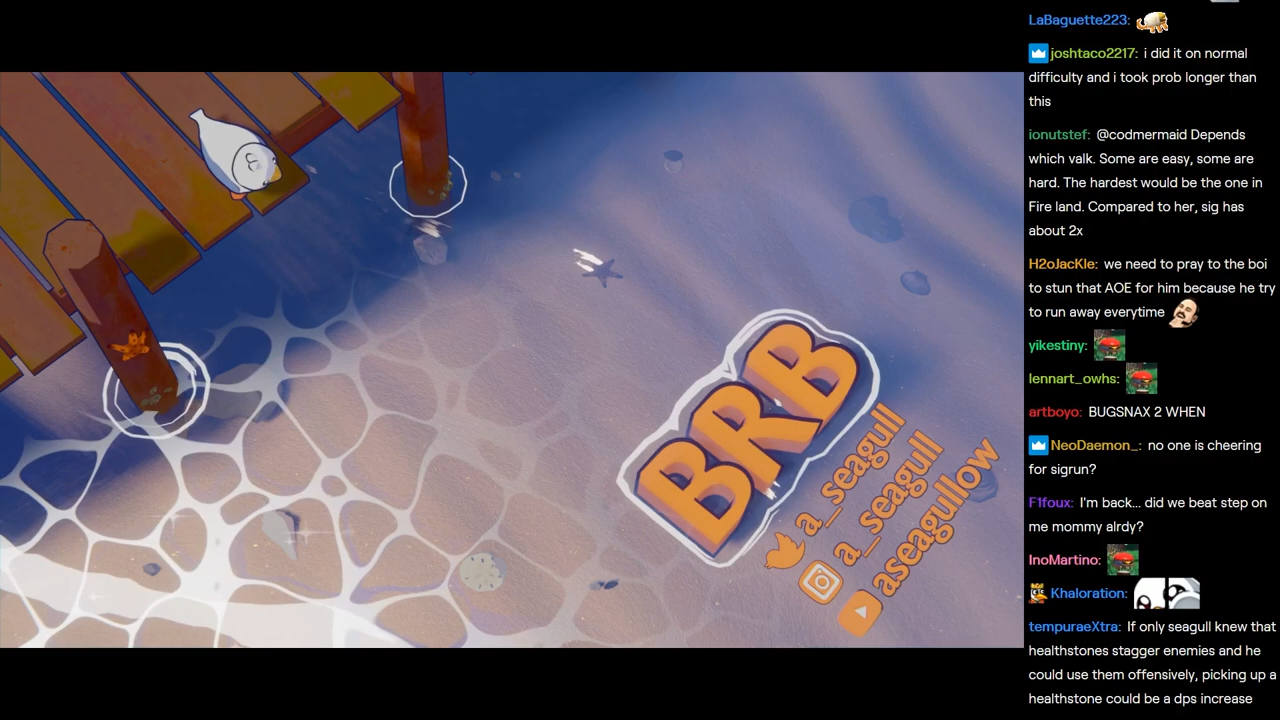 BRB
a_seagull
a_seagull
aseagullow
LaBaguette223:
joshtaco2217: i did it on normal
difficulty and i took prob longer than
this
ionutstef: @codmermaid Depends
which valk. Some are easy, some are
hard. The hardest would be the one in
Fire land. Compared to her, sig has
about 2x
H2oJacKle: we need to pray to the boi
to stun that AOE for him because he try
to run away everytime
yikestiny:
lennart_owhs:
artboyo: BUGSNAX 2 WHEN
NeoDaemon_: no one is cheering
for sigrun?
F1foux: I'm back... did we beat step on
me mommy alrdy?
InoMartino:
Khaloration:
tempuraeXtra: If only seagull knew that
healthstones stagger enemies and he
could use them offensively, picking up a
healthstone could be a dps increase